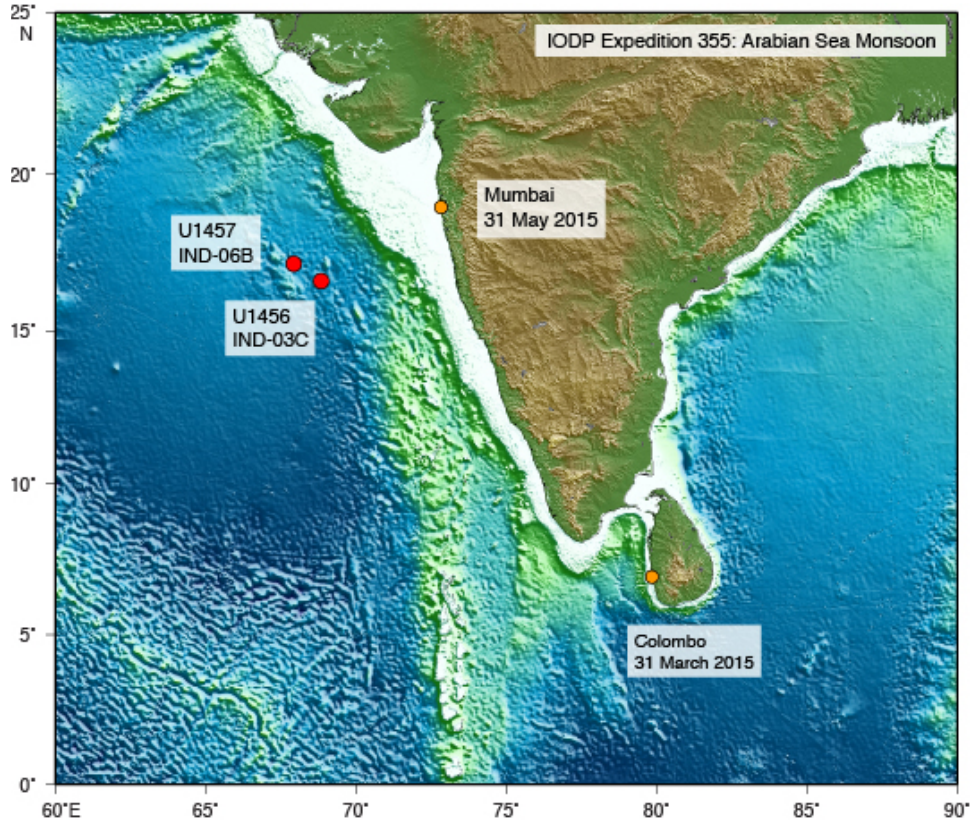 25°
N
IODP Expedition 355: Arabian Sea Monsoon
20°
Mumbai
31 May 2015
U1457
IND-06B
U1456
IND-03C
15°
10°
5°
Colombo
31 March 2015
0°
60°E
65°
70°
75°
80°
85°
90°